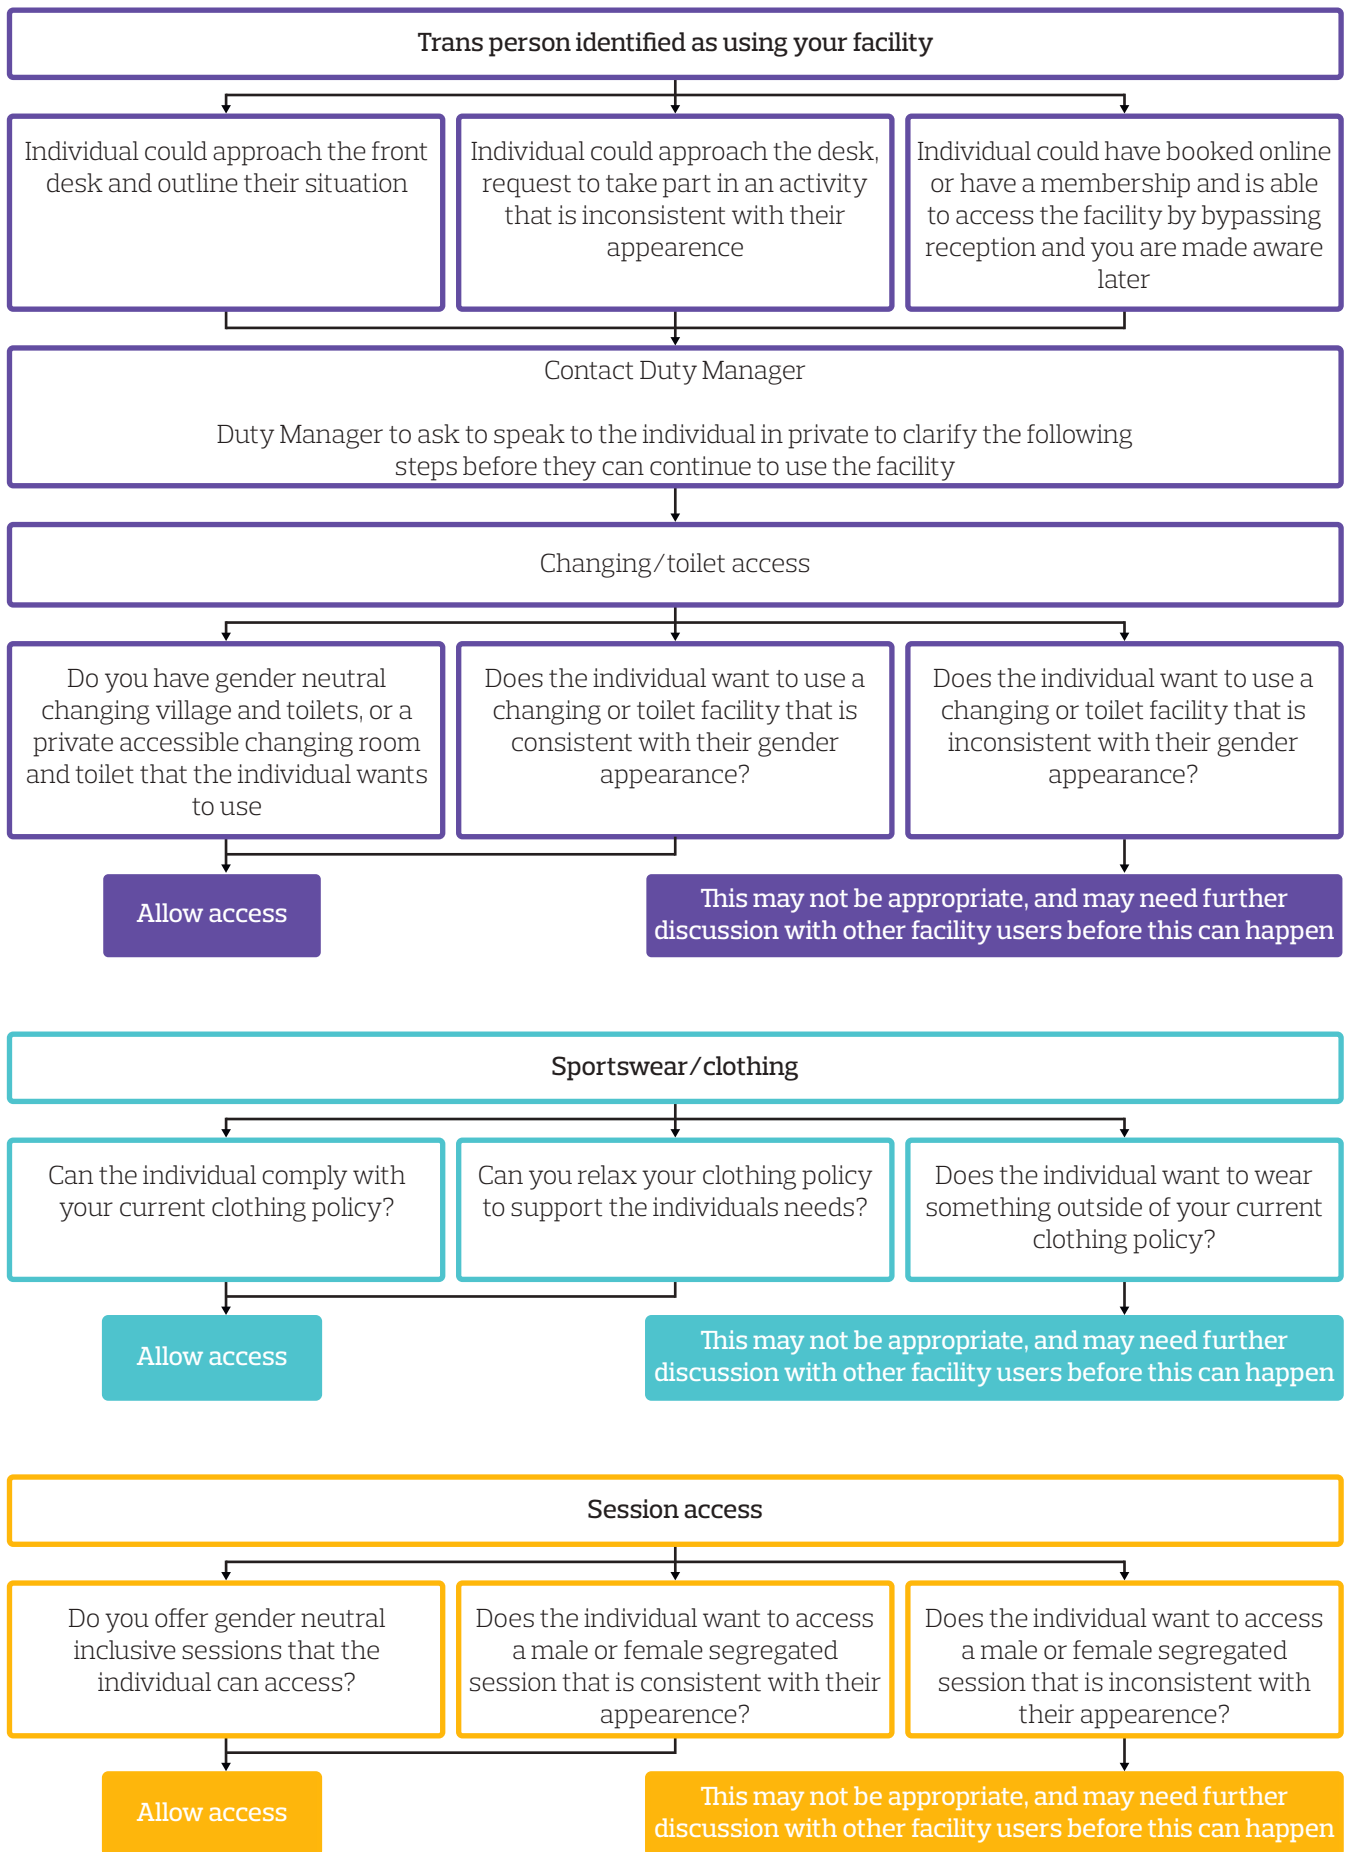 Trans person identified as using your facility
Individual could approach the front
desk and outline their situation
Individual could approach the desk,
request to take part in an activity
that is inconsistent with their
appearence
Individual could have booked online
or have a membership and is able
to access the facility by bypassing
reception and you are made aware
later
Contact Duty Manager
Duty Manager to ask to speak to the individual in private to clarify the following
steps before they can continue to use the facility
Changing/toilet access
Do you have gender neutral
changing village and toilets, or a
private accessible changing room
and toilet that the individual wants
to use
Does the individual want to use a
changing or toilet facility that is
consistent with their gender
appearance?
Does the individual want to use a
changing or toilet facility that is
inconsistent with their gender
appearance?
Allow access
This may not be appropriate, and may need further
discussion with other facility users before this can happen
Sportswear/clothing
Can the individual comply with
your current clothing policy?
Can you relax your clothing policy
to support the individuals needs?
Does the individual want to wear
something outside of your current
clothing policy?
Allow access
This may not be appropriate, and may need further
discussion with other facility users before this can happen
Session access
Do you offer gender neutral
inclusive sessions that the
individual can access?
Does the individual want to access
a male or female segregated
session that is consistent with their
appearence?
Does the individual want to access
a male or female segregated
session that is inconsistent with
their appearence?
Allow access
This may not be appropriate, and may need further
discussion with other facility users before this can happen